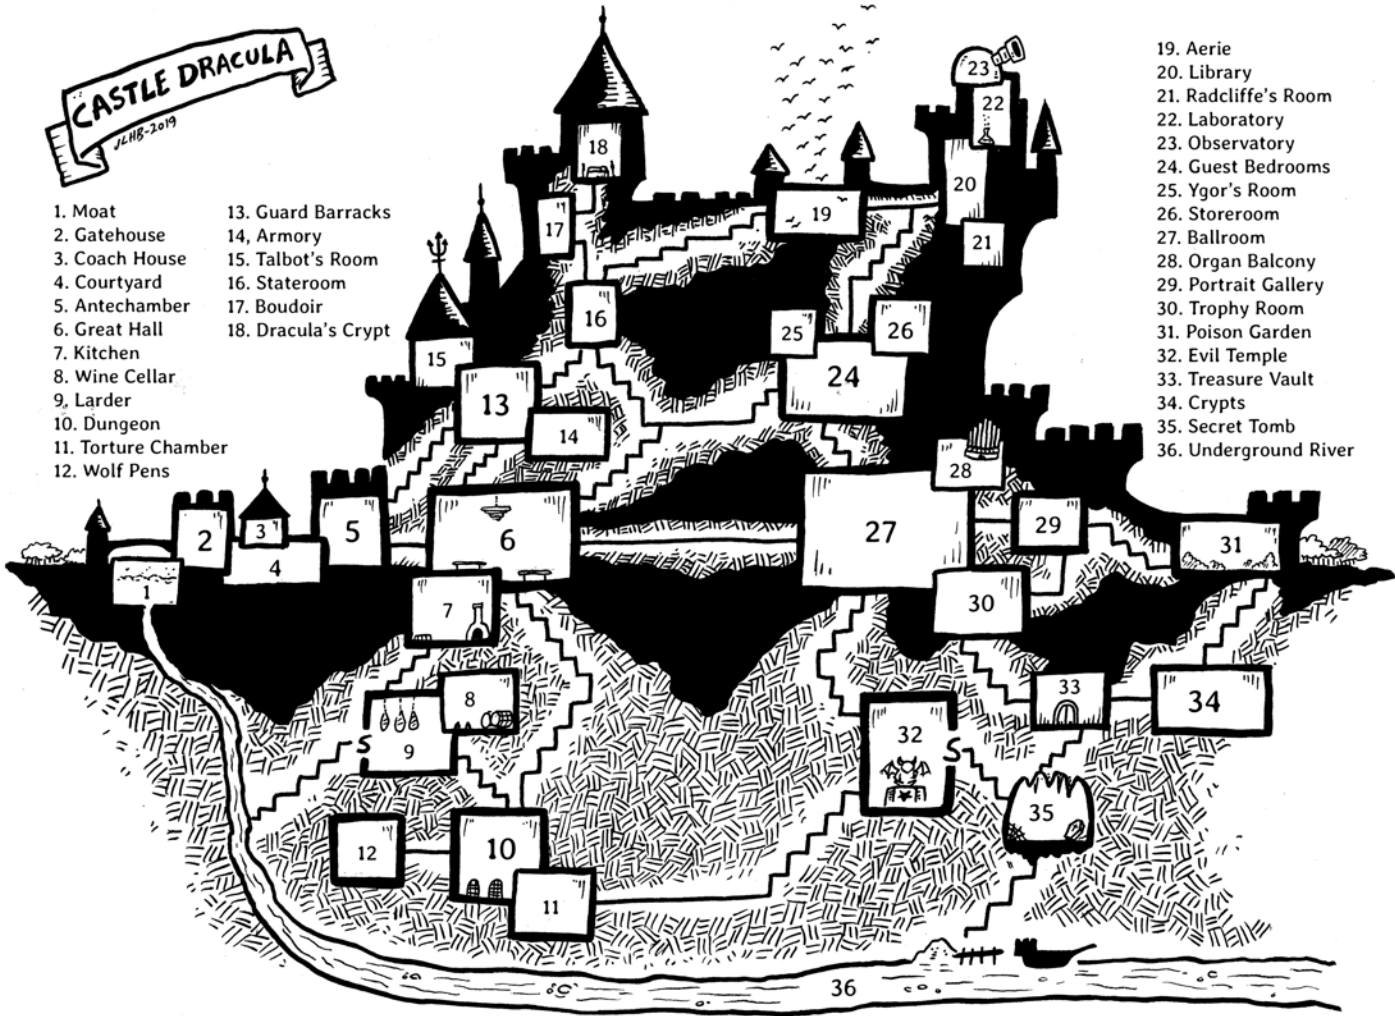 CASTLE DRACULA
JLHB-2019
1. Moat
2. Gatehouse
3. Coach House
4. Courtyard
5. Antechamber
6. Great Hall
7. Kitchen
8. Wine Cellar
9, Larder
10. Dungeon
11. Torture Chamber
12. Wolf Pens
13. Guard Barracks
14, Armory
15. Talbot's Room
16. Stateroom
17. Boudoir
18. Dracula's Crypt
19. Aerie
20. Library
21. Radcliffe's Room
22. Laboratory
23. Observatory
24. Guest Bedrooms
25. Ygor's Room
26. Storeroom
27. Ballroom
28. Organ Balcony
29. Portrait Gallery
30. Trophy Room
31. Poison Garden
32. Evil Temple
33. Treasure Vault
34. Crypts
35. Secret Tomb
36. Underground River
23
22
18
20
19
17
21
16
25
26
15
24
13
14
28
5
29
2
3
6
27
31
4
1
7
30
33
8
34
S
9
32
S
35
12
10
11
36